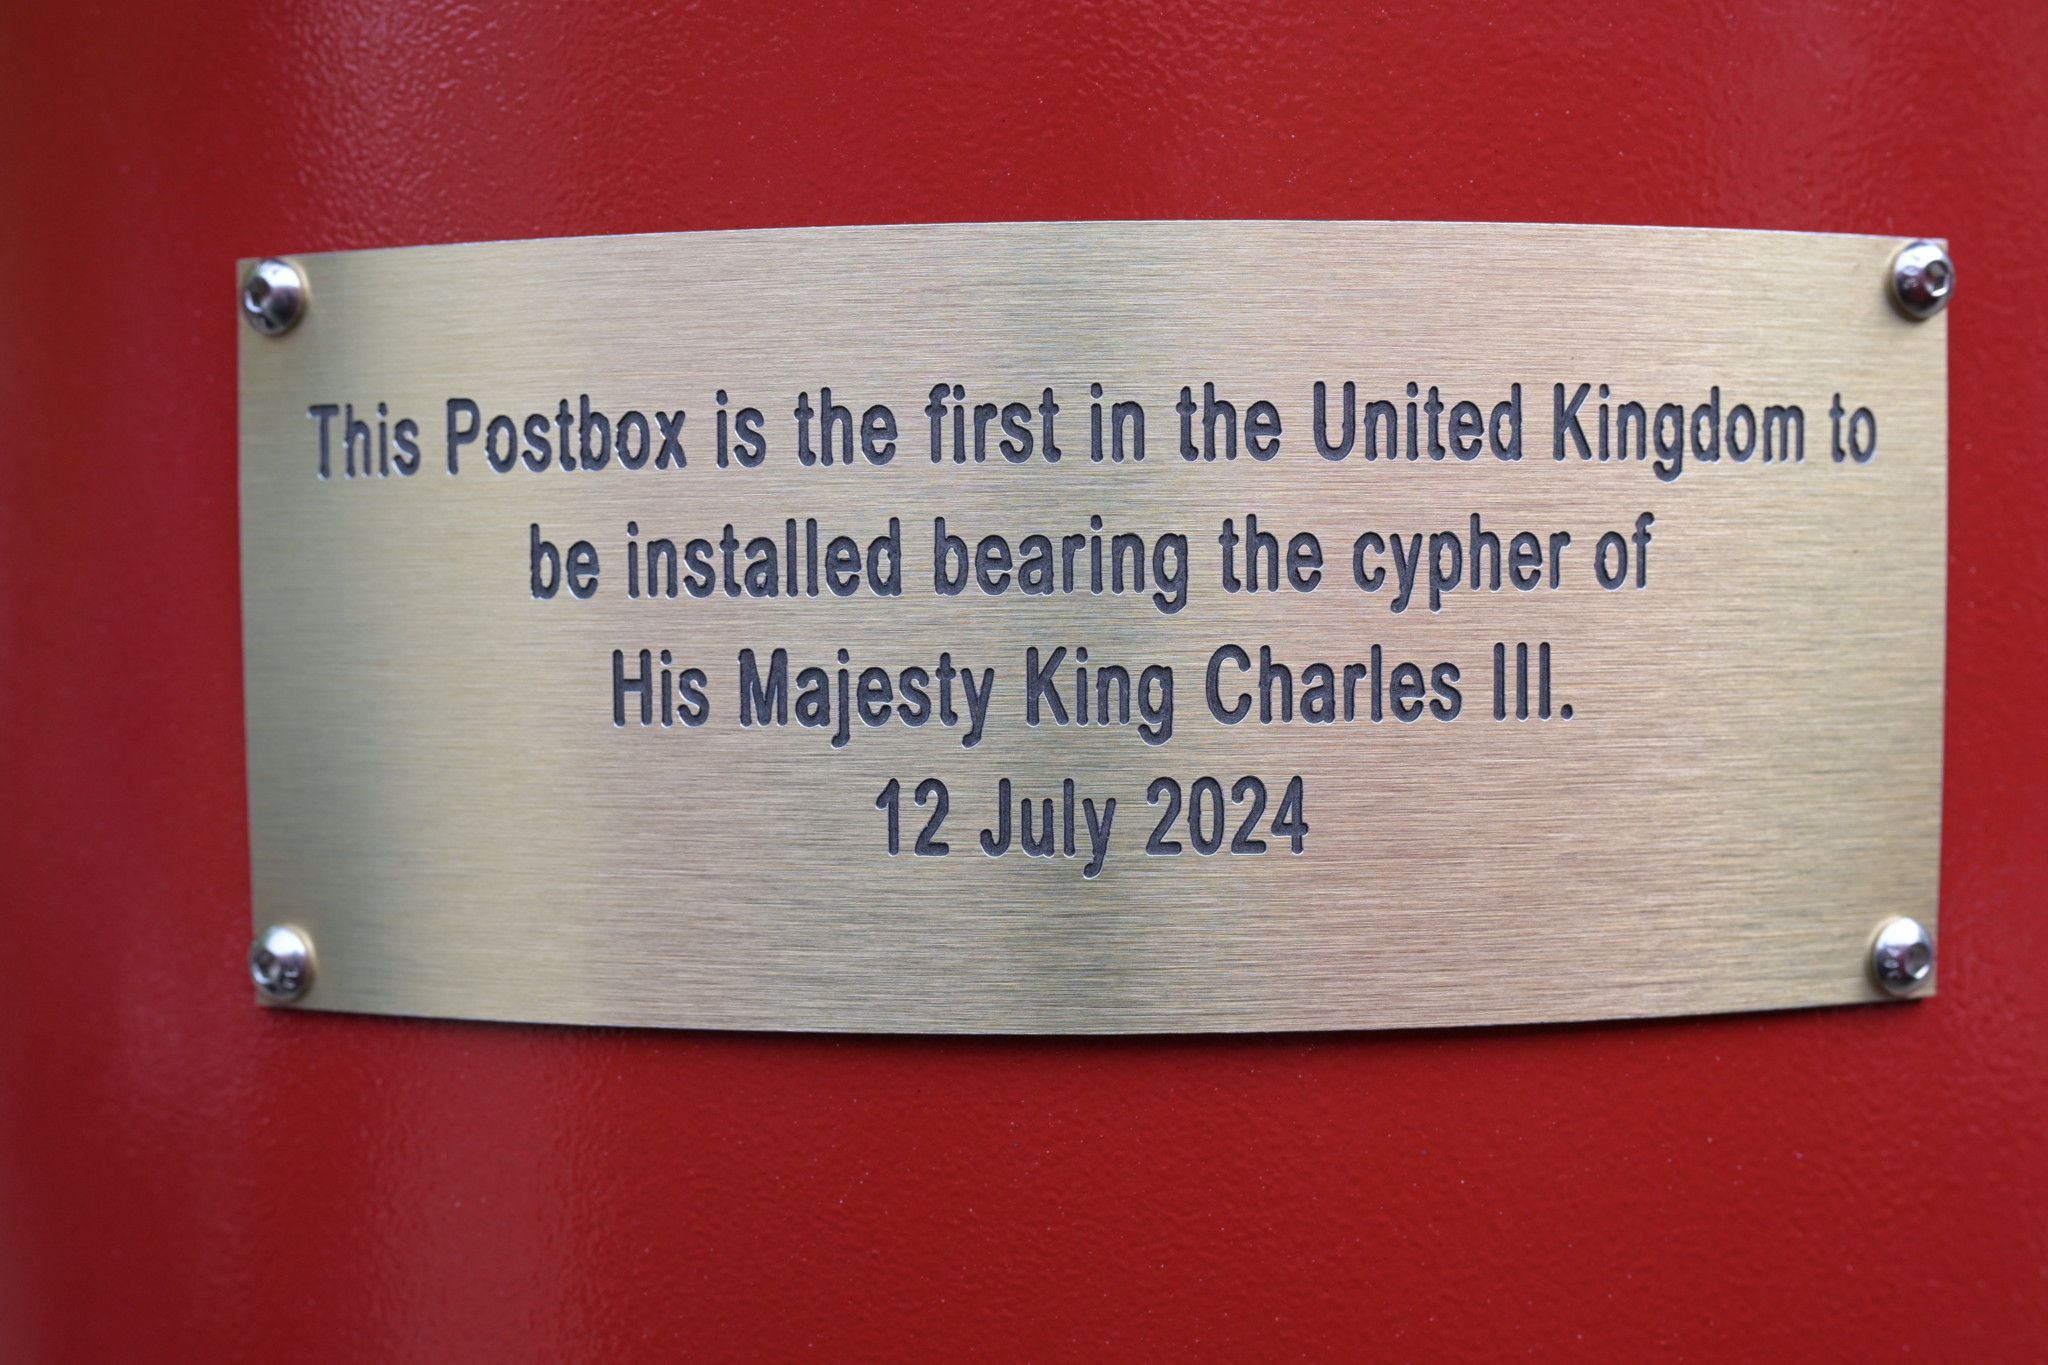 This Postbox is the first in the United Kingdom to
be installed bearing the cypher of
His Majesty King Charles III.
12 July 2024